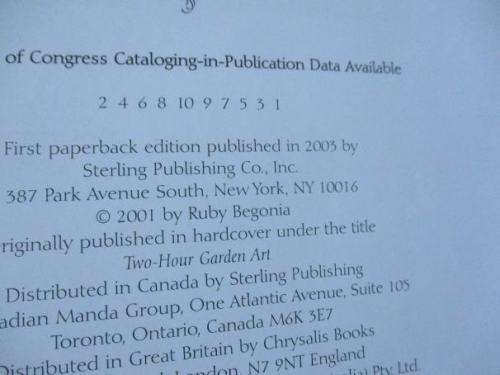 of Congress Cataloging-in-Publication Data Available
2 4 6 8 10 9 7 5 3 1
First paperback edition published in 2003 by
Sterling Publishing Co., Inc.
387 Park Avenue South, New York, NY 10016
© 2001 by Ruby Begonia
riginally published in hardcover under the title
Two-Hour Garden Art
Distributed in Canada by Sterling Publishing
adian Manda Group, One Atlantic Avenue, Suite 105
Toronto, Ontario, Canada M6K 3E7
Distributed in Great Britain by Chrysalis Books
London, N7 9NT England
Pty. Ltd.